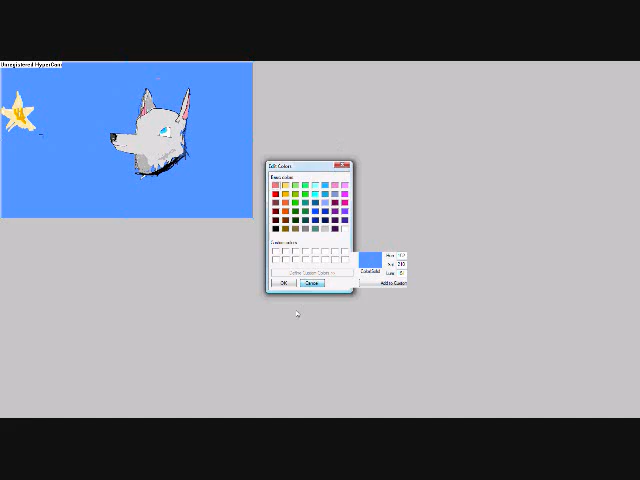 Unregistered HyperCam
Edit Colors
Basic colors:
Custom colors:
Define Custom Colors >>
OK
Cancel
Color|Solid
Hue:
Sat:
Lum:
Add to Custom